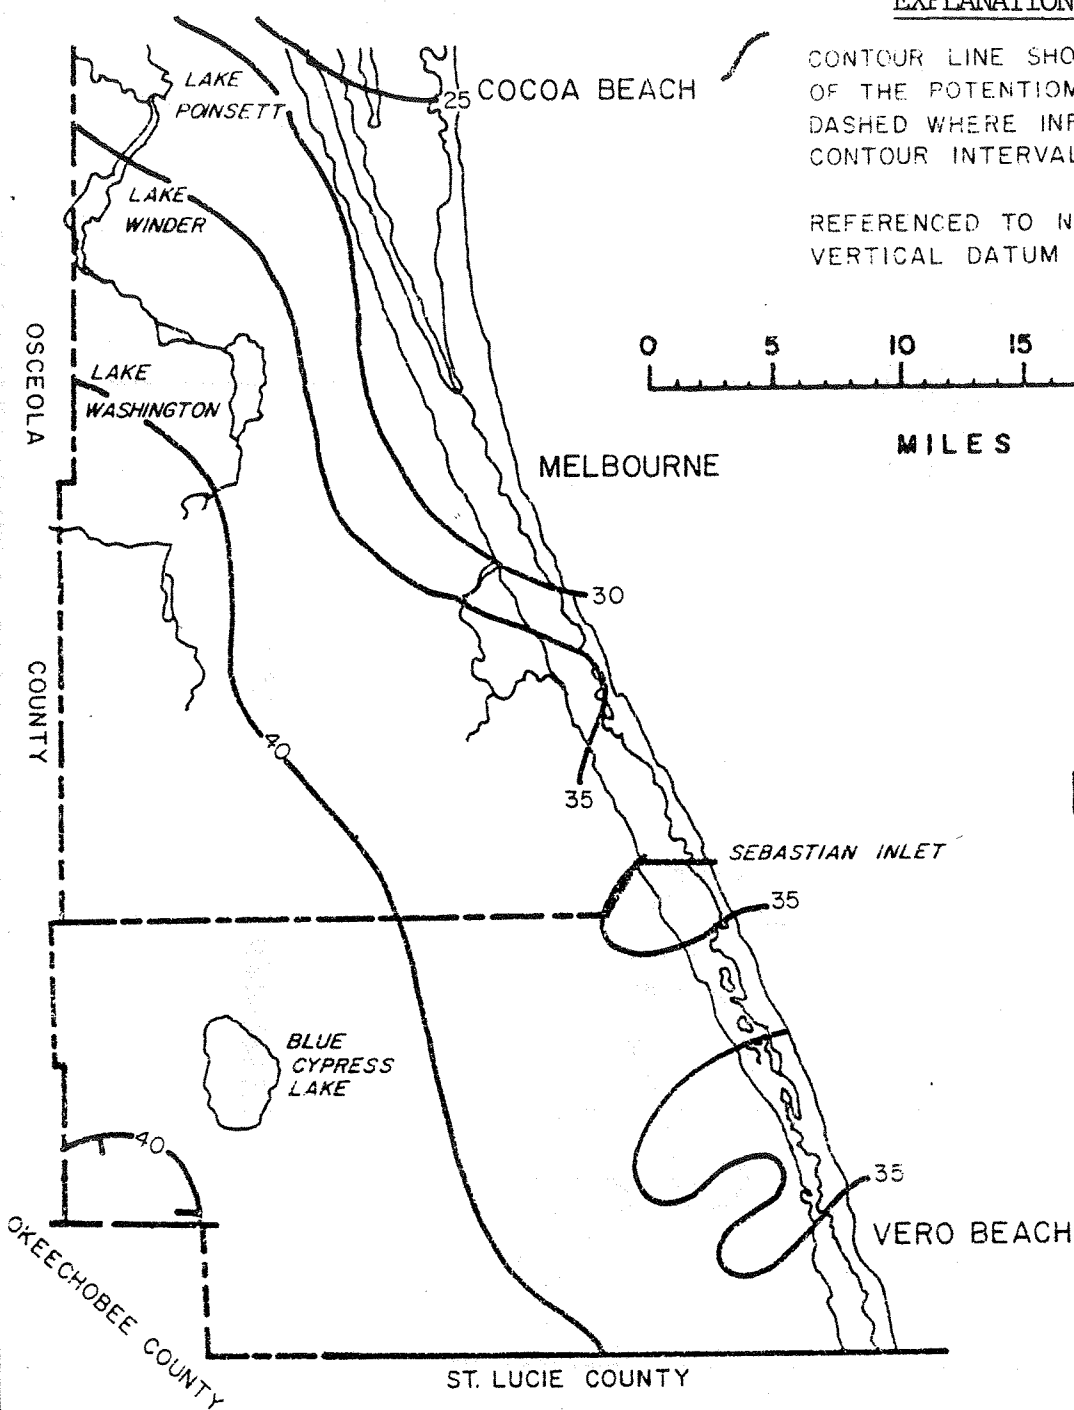 EXPLANATION
CONTOUR LINE SHO
OF THE POTENTIOM
DASHED WHERE INF
CONTOUR INTERVAL
REFERENCED TO N
VERTICAL DATUM
0 5 10 15
MILES
LAKE
POINSETT
25 COCOA BEACH
LAKE
WINDER
OSCEOLA
COUNTY
LAKE
WASHINGTON
MELBOURNE
30
40
35
SEBASTIAN INLET
35
BLUE
CYPRESS
LAKE
40
35
VERO BEACH
OKEECHOBEE COUNTY
ST. LUCIE COUNTY